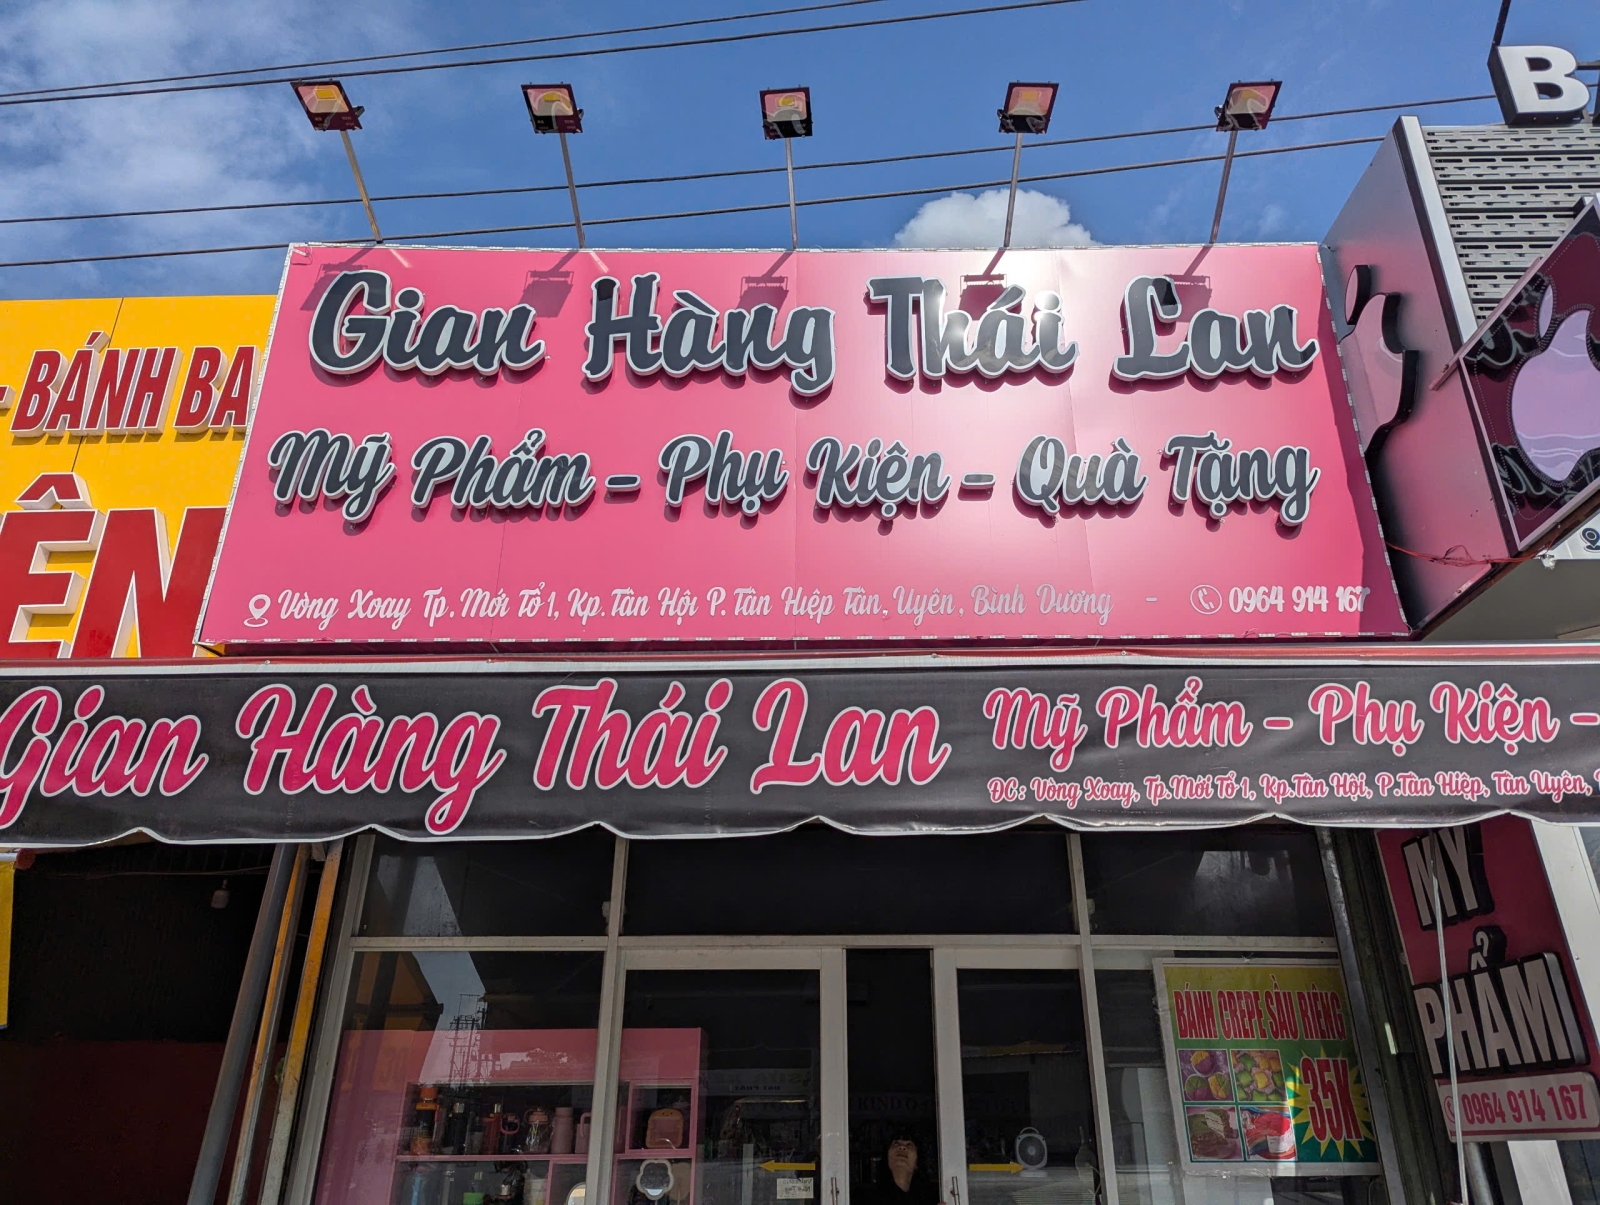 B
Gian Hàng Thái Lan
Mỹ Phẩm - Phụ Kiện - Quà Tặng
Vòng Xoay Tp.Mới Tổ 1, Kp.Tân Hội P.Tân Hiệp Tân, Uyên, Bình Dương - 0964 914 167
- BÁNH BA
ÊN
Gian Hàng Thái Lan
Mỹ Phẩm - Phụ Kiện -
ĐC: Vòng Xoay, Tp.Mới Tổ 1, Kp.Tân Hội, P.Tân Hiệp, Tân Uyên,
MỸ
PHẨM
0964 914 167
BÁNH CREPE SẦU RIÊNG
35K